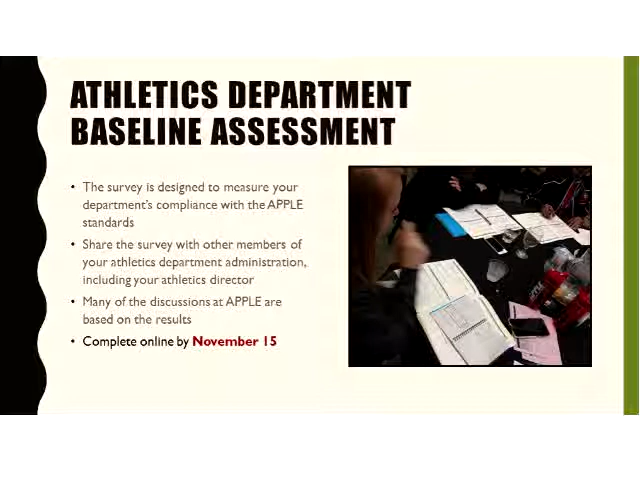 ATHLETICS DEPARTMENT
BASELINE ASSESSMENT
• The survey is designed to measure your
department's compliance with the APPLE
standards
• Share the survey with other members of
your athletics department administration,
including your athletics director
• Many of the discussions at APPLE are
based on the results
• Complete online by November 15